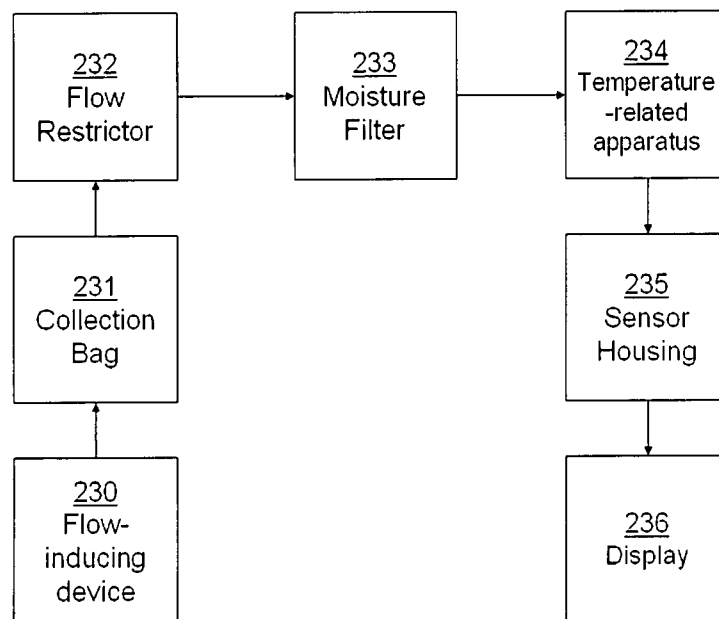 232
Flow
Restrictor
233
Moisture
Filter
234
Temperature
-related
apparatus
231
Collection
Bag
235
Sensor
Housing
230
Flow-
inducing
device
236
Display